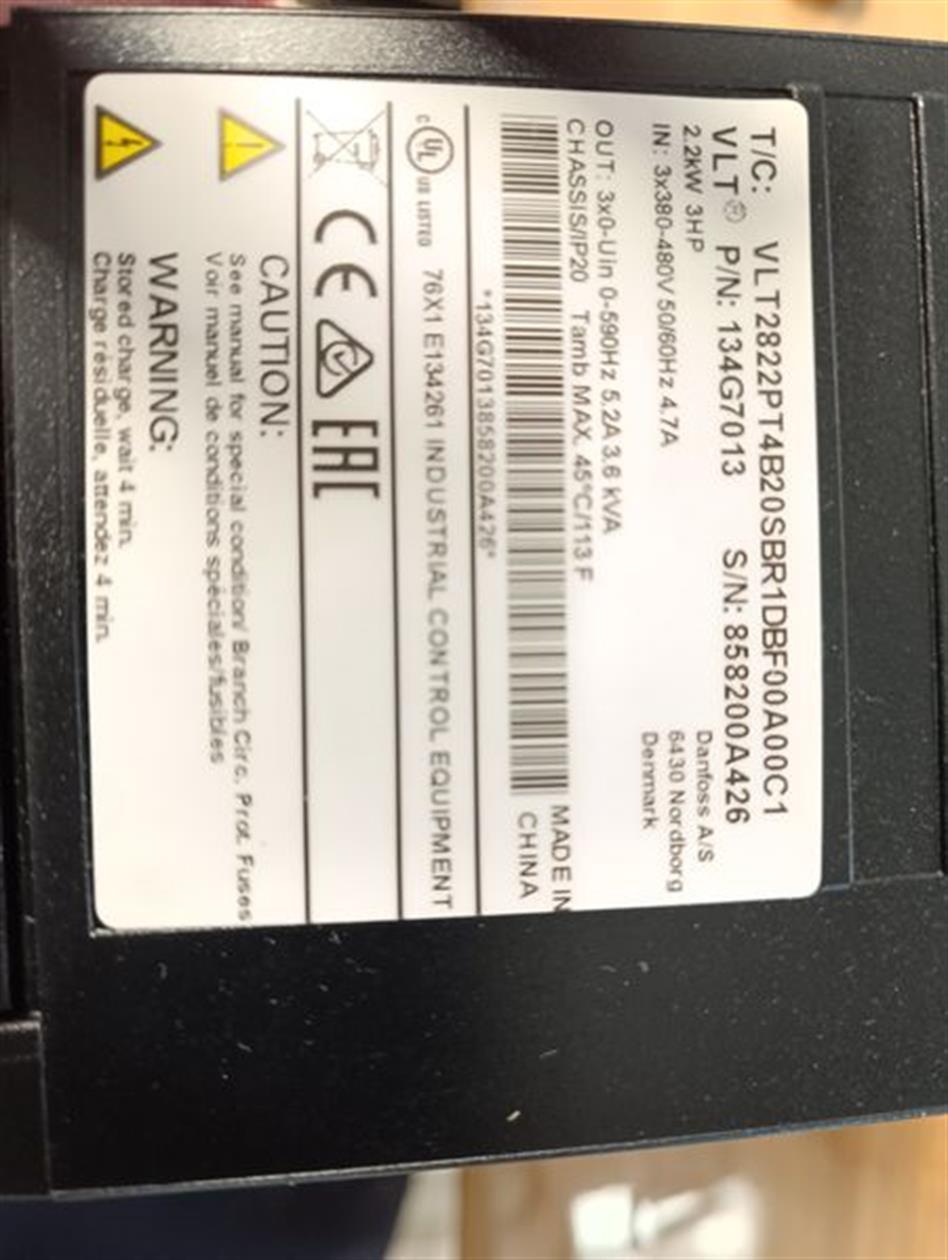 T/C: VLT2822PT4B20SBR1DBF00A00C1
VLT® P/N: 134G7013 S/N: 858200A426
2.2kW 3HP
Danfoss A/S
6430 Nordborg
Denmark
IN: 3x380-480V 50/60Hz 4.7A
OUT: 3x0-Uin 0-590Hz 5.2A 3.6 kVA
CHASSIS/IP20 Tamb MAX. 45°C/113 F
MADE IN
CHINA
*134G7013858200A426*
c UL US LISTED 76X1 E134261 INDUSTRIAL CONTROL EQUIPMENT
CE EAC
CAUTION:
See manual for special condition/ Branch Circ. Prot. Fuses
Voir manuel de conditions spéciales/fusibles
WARNING:
Stored charge, wait 4 min.
Charge résiduelle, attendez 4 min.